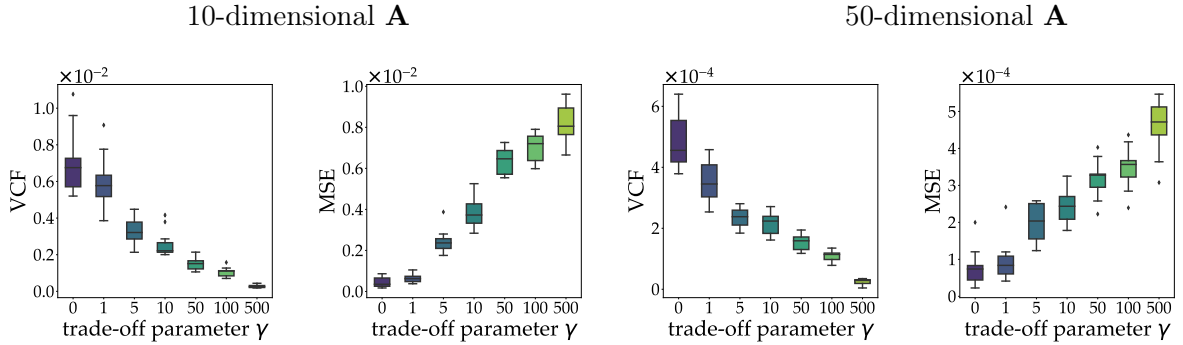 10-dimensional A
50-dimensional A
×10⁻²
VCF
1.0
0.8
0.6
0.4
0.2
0.0
0 1 5 10 50 100 500
trade-off parameter γ
×10⁻²
MSE
1.0
0.8
0.6
0.4
0.2
0.0
0 1 5 10 50 100 500
trade-off parameter γ
×10⁻⁴
VCF
6
4
2
0
0 1 5 10 50 100 500
trade-off parameter γ
×10⁻⁴
MSE
5
4
3
2
1
0
0 1 5 10 50 100 500
trade-off parameter γ